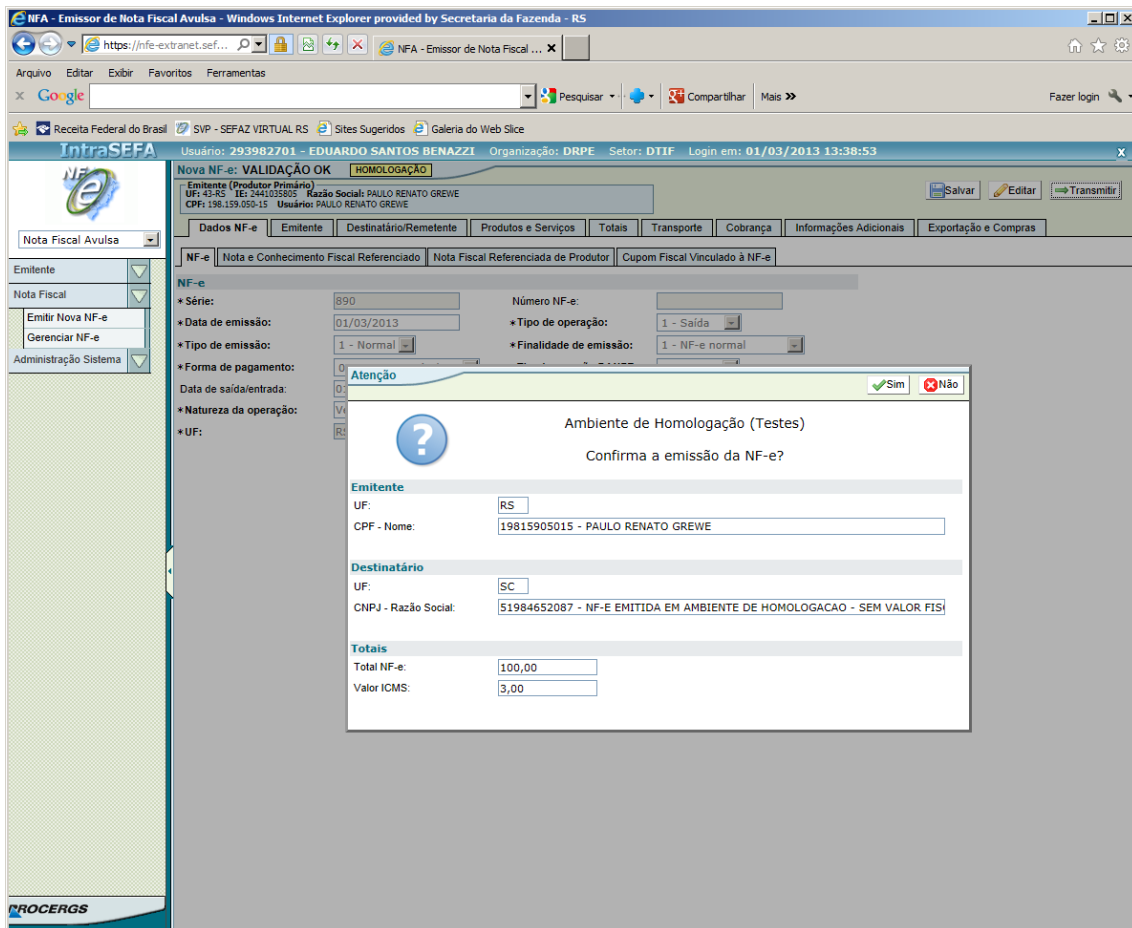 NFA - Emissor de Nota Fiscal Avulsa - Windows Internet Explorer provided by Secretaria da Fazenda - RS
https://nfe-extranet.sef... NFA - Emissor de Nota Fiscal ...
Arquivo Editar Exibir Favoritos Ferramentas
x Google Pesquisar Compartilhar Mais >> Fazer login
Receita Federal do Brasil SVP - SEFAZ VIRTUAL RS Sites Sugeridos Galeria do Web Slice
IntraSEFA Usuário: 293982701 - EDUARDO SANTOS BENAZZI Organização: DRPE Setor: DTIF Login em: 01/03/2013 13:38:53 x
NF e
Nova NF-e: VALIDAÇÃO OK HOMOLOGAÇÃO
Emitente (Produtor Primário)
UF: 43-RS IE: 2441035805 Razão Social: PAULO RENATO GREWE
CPF: 198.159.050-15 Usuário: PAULO RENATO GREWE
Salvar Editar Transmitir
Nota Fiscal Avulsa
Dados NF-e Emitente Destinatário/Remetente Produtos e Serviços Totais Transporte Cobrança Informações Adicionais Exportação e Compras
NF-e Nota e Conhecimento Fiscal Referenciado Nota Fiscal Referenciada de Produtor Cupom Fiscal Vinculado à NF-e
Emitente
Nota Fiscal
Emitir Nova NF-e
Gerenciar NF-e
Administração Sistema
NF-e
*Série: 890 Número NF-e:
*Data de emissão: 01/03/2013 *Tipo de operação: 1 - Saída
*Tipo de emissão: 1 - Normal *Finalidade de emissão: 1 - NF-e normal
*Forma de pagamento:
Data de saída/entrada:
*Natureza da operação:
*UF:
Atenção Sim Não
?
Ambiente de Homologação (Testes)
Confirma a emissão da NF-e?
Emitente
UF: RS
CPF - Nome: 19815905015 - PAULO RENATO GREWE
Destinatário
UF: SC
CNPJ - Razão Social: 51984652087 - NF-E EMITIDA EM AMBIENTE DE HOMOLOGACAO - SEM VALOR FIS
Totais
Total NF-e: 100,00
Valor ICMS: 3,00
PROCERGS